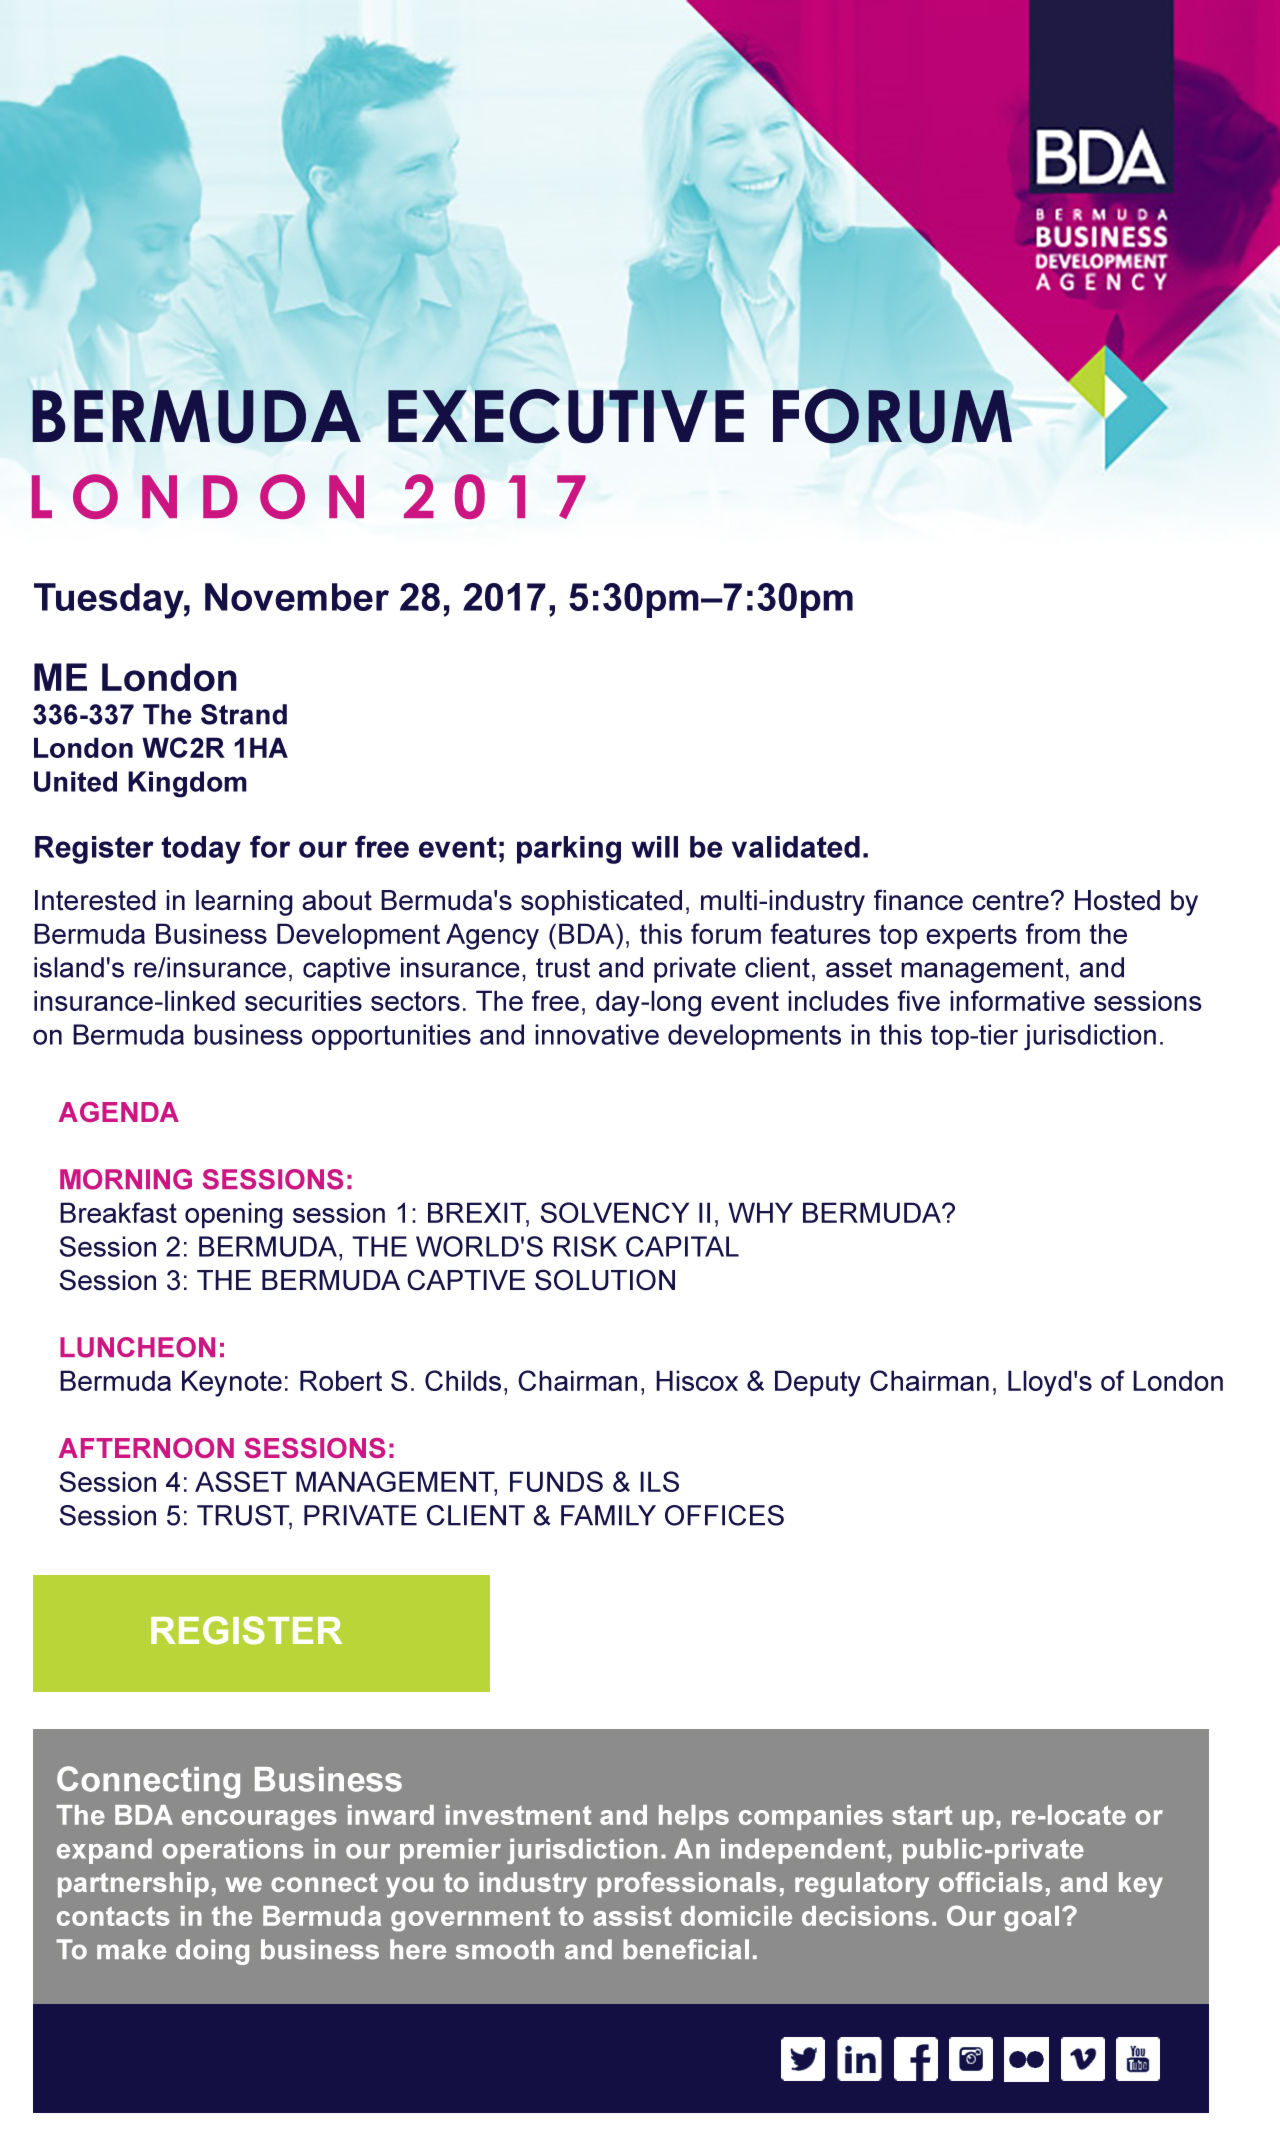 BDA
BERMUDA
BUSINESS
DEVELOPMENT
AGENCY
BERMUDA EXECUTIVE FORUM
LONDON 2017
Tuesday, November 28, 2017, 5:30pm–7:30pm
ME London
336-337 The Strand
London WC2R 1HA
United Kingdom
Register today for our free event; parking will be validated.
Interested in learning about Bermuda's sophisticated, multi-industry finance centre? Hosted by
Bermuda Business Development Agency (BDA), this forum features top experts from the
island's re/insurance, captive insurance, trust and private client, asset management, and
insurance-linked securities sectors. The free, day-long event includes five informative sessions
on Bermuda business opportunities and innovative developments in this top-tier jurisdiction.
AGENDA
MORNING SESSIONS:
Breakfast opening session 1: BREXIT, SOLVENCY II, WHY BERMUDA?
Session 2: BERMUDA, THE WORLD'S RISK CAPITAL
Session 3: THE BERMUDA CAPTIVE SOLUTION
LUNCHEON:
Bermuda Keynote: Robert S. Childs, Chairman, Hiscox & Deputy Chairman, Lloyd's of London
AFTERNOON SESSIONS:
Session 4: ASSET MANAGEMENT, FUNDS & ILS
Session 5: TRUST, PRIVATE CLIENT & FAMILY OFFICES
REGISTER
Connecting Business
The BDA encourages inward investment and helps companies start up, re-locate or
expand operations in our premier jurisdiction. An independent, public-private
partnership, we connect you to industry professionals, regulatory officials, and key
contacts in the Bermuda government to assist domicile decisions. Our goal?
To make doing business here smooth and beneficial.
in
You
Tube